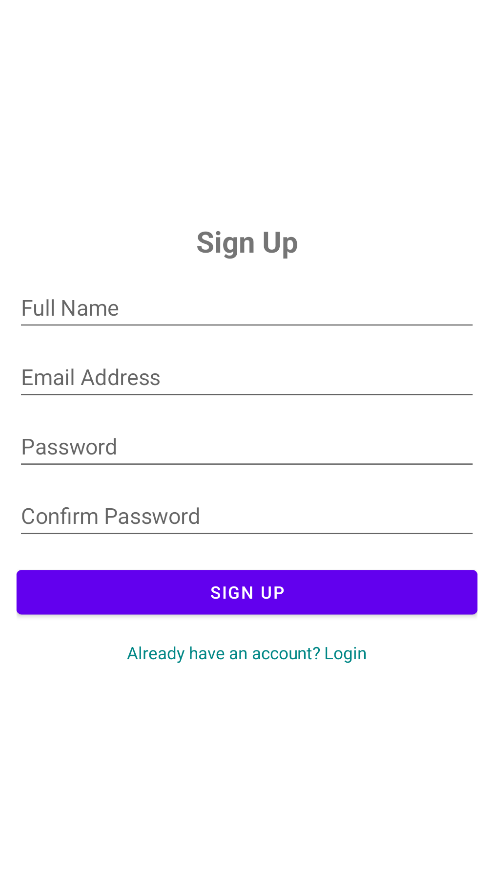 Sign Up
Full Name
Email Address
Password
Confirm Password
SIGN UP
Already have an account? Login